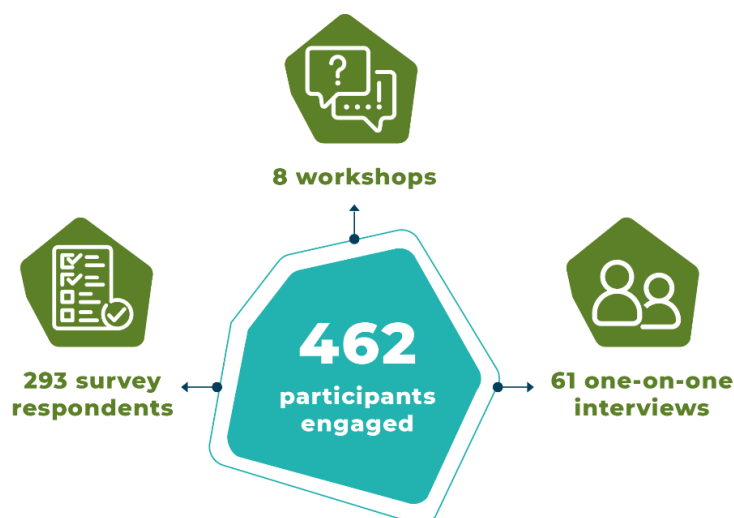 ?
....!
8 workshops
293 survey
respondents
462
participants
engaged
61 one-on-one
interviews